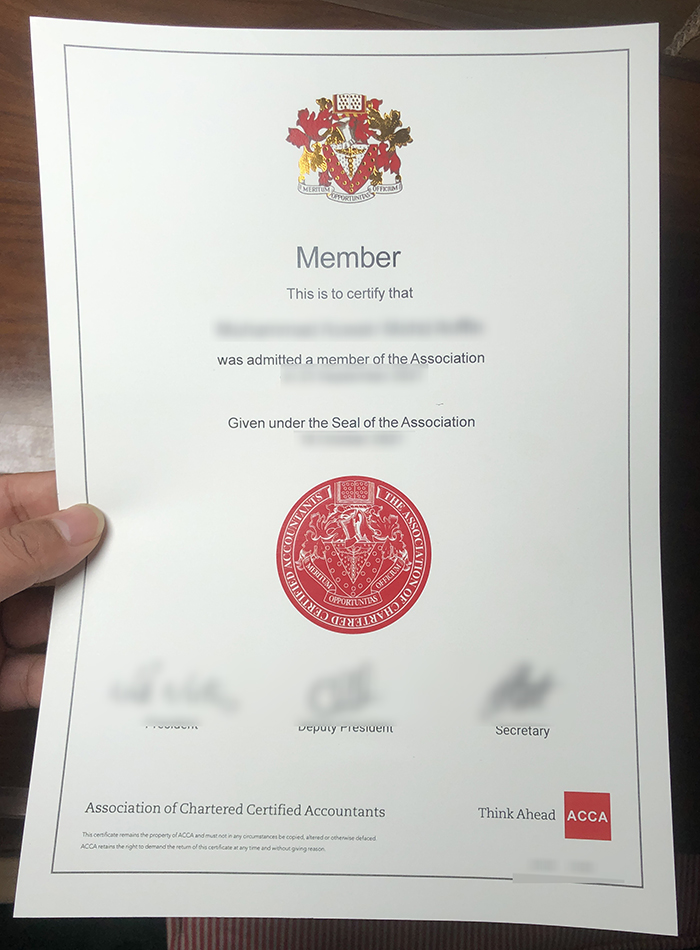 MERITUM OPPORTUNITAS OFFICIUM
Member
This is to certify that
was admitted a member of the Association
Given under the Seal of the Association
THE ASSOCIATION OF CHARTERED CERTIFIED ACCOUNTANTS
MERITUM OPPORTUNITAS OFFICIUM
President Deputy President Secretary
Association of Chartered Certified Accountants
Think Ahead ACCA
This certificate remains the property of ACCA and must not in any circumstances be copied, altered or otherwise defaced.
ACCA retains the right to demand the return of this certificate at any time and without giving reason.